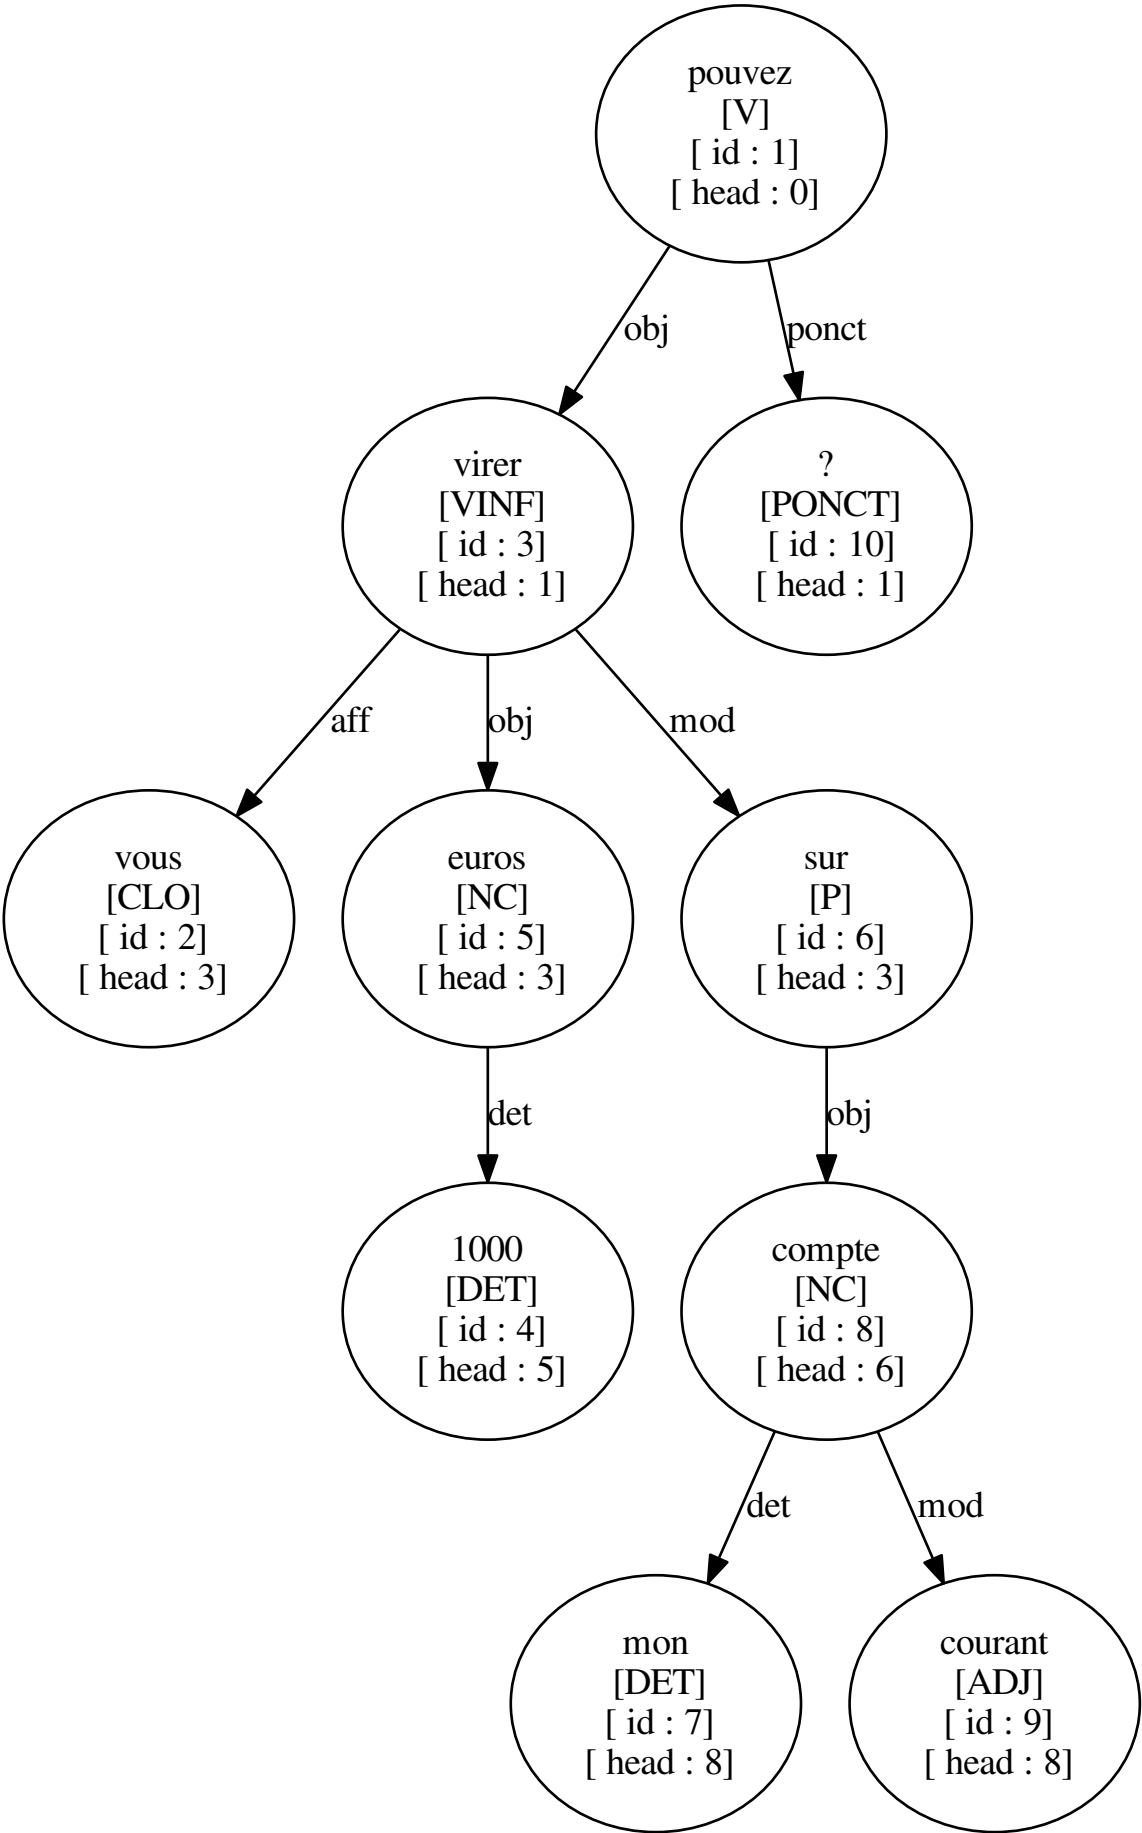 pouvez
[V]
[ id : 1]
[ head : 0]
obj
ponct
virer
[VINF]
[ id : 3]
[ head : 1]
?
[PONCT]
[ id : 10]
[ head : 1]
aff
obj
mod
vous
[CLO]
[ id : 2]
[ head : 3]
euros
[NC]
[ id : 5]
[ head : 3]
sur
[P]
[ id : 6]
[ head : 3]
det
obj
1000
[DET]
[ id : 4]
[ head : 5]
compte
[NC]
[ id : 8]
[ head : 6]
det
mod
mon
[DET]
[ id : 7]
[ head : 8]
courant
[ADJ]
[ id : 9]
[ head : 8]